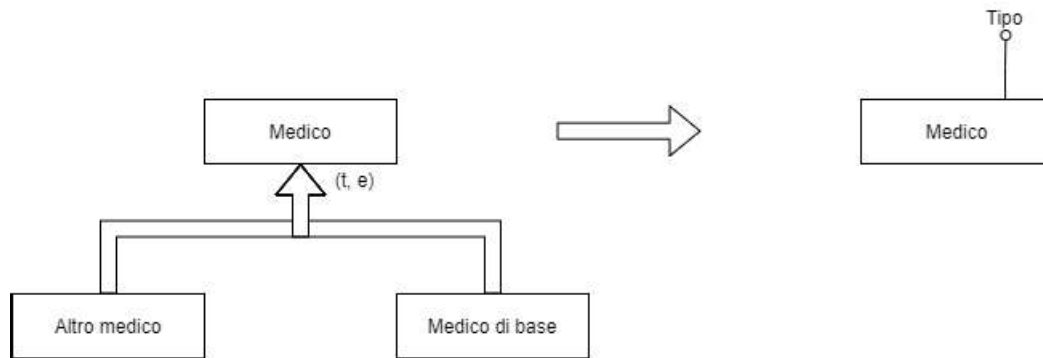 Tipo
Medico
Medico
(t, e)
Altro medico
Medico di base